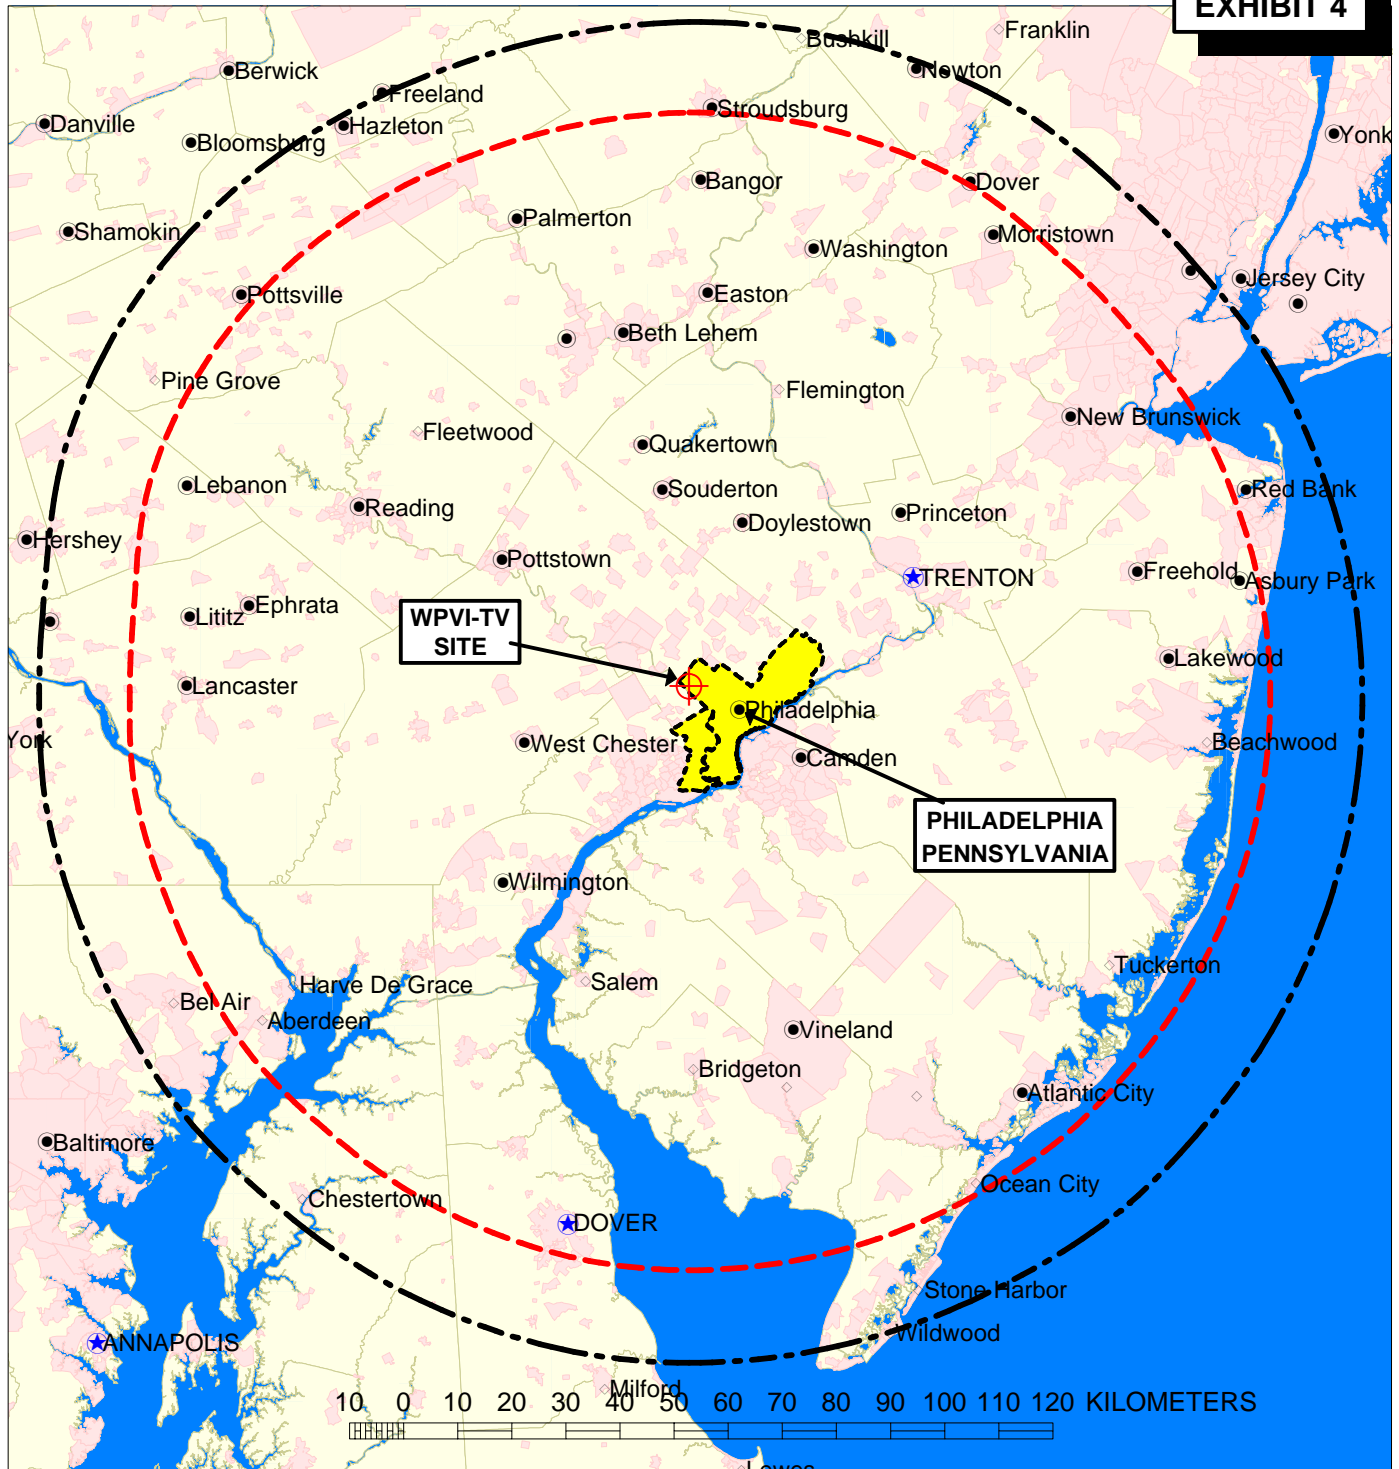 EXHIBIT 4
Bushkill
Franklin
Berwick
Newton
Freeland
Stroudsburg
Danville
Hazleton
Bloomsburg
Yonk
Bangor
Dover
Palmerton
Shamokin
Washington
Morristown
Jersey City
Pottsville
Easton
Beth Lehem
Pine Grove
Flemington
New Brunswick
Fleetwood
Quakertown
Lebanon
Souderton
Red Bank
Reading
Doylestown
Princeton
Hershey
Pottstown
Freehold
TRENTON
Asbury Park
Ephrata
Lititz
WPVI-TV
SITE
Lakewood
Lancaster
Philadelphia
York
West Chester
Beachwood
Camden
PHILADELPHIA
PENNSYLVANIA
Wilmington
Tuckerton
Salem
Harve De Grace
Bel Air
Aberdeen
Vineland
Bridgeton
Atlantic City
Baltimore
Ocean City
Chestertown
DOVER
Stone Harbor
Wildwood
ANNAPOLIS
Milford
10 0 10 20 30 40 50 60 70 80 90 100 110 120 KILOMETERS
Lewes